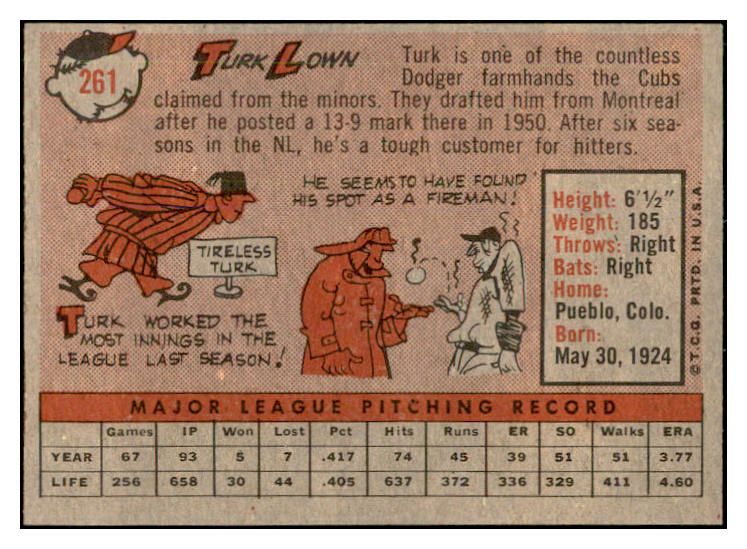 261
TURK LOWN
Turk is one of the countless
Dodger farmhands the Cubs
claimed from the minors. They drafted him from Montreal
after he posted a 13-9 mark there in 1950. After six sea-
sons in the NL, he's a tough customer for hitters.
TIRELESS
TURK
TURK WORKED THE
MOST INNINGS IN THE
LEAGUE LAST SEASON!
HE SEEMS TO HAVE FOUND
HIS SPOT AS A FIREMAN!
Height: 6'½"
Weight: 185
Throws: Right
Bats: Right
Home:
Pueblo, Colo.
Born:
May 30, 1924
© T.C.G. PRTD. IN U.S.A.
MAJOR LEAGUE PITCHING RECORD
Games IP Won Lost Pct Hits Runs ER SO Walks ERA
YEAR 67 93 5 7 .417 74 45 39 51 51 3.77
LIFE 256 658 30 44 .405 637 372 336 329 411 4.60